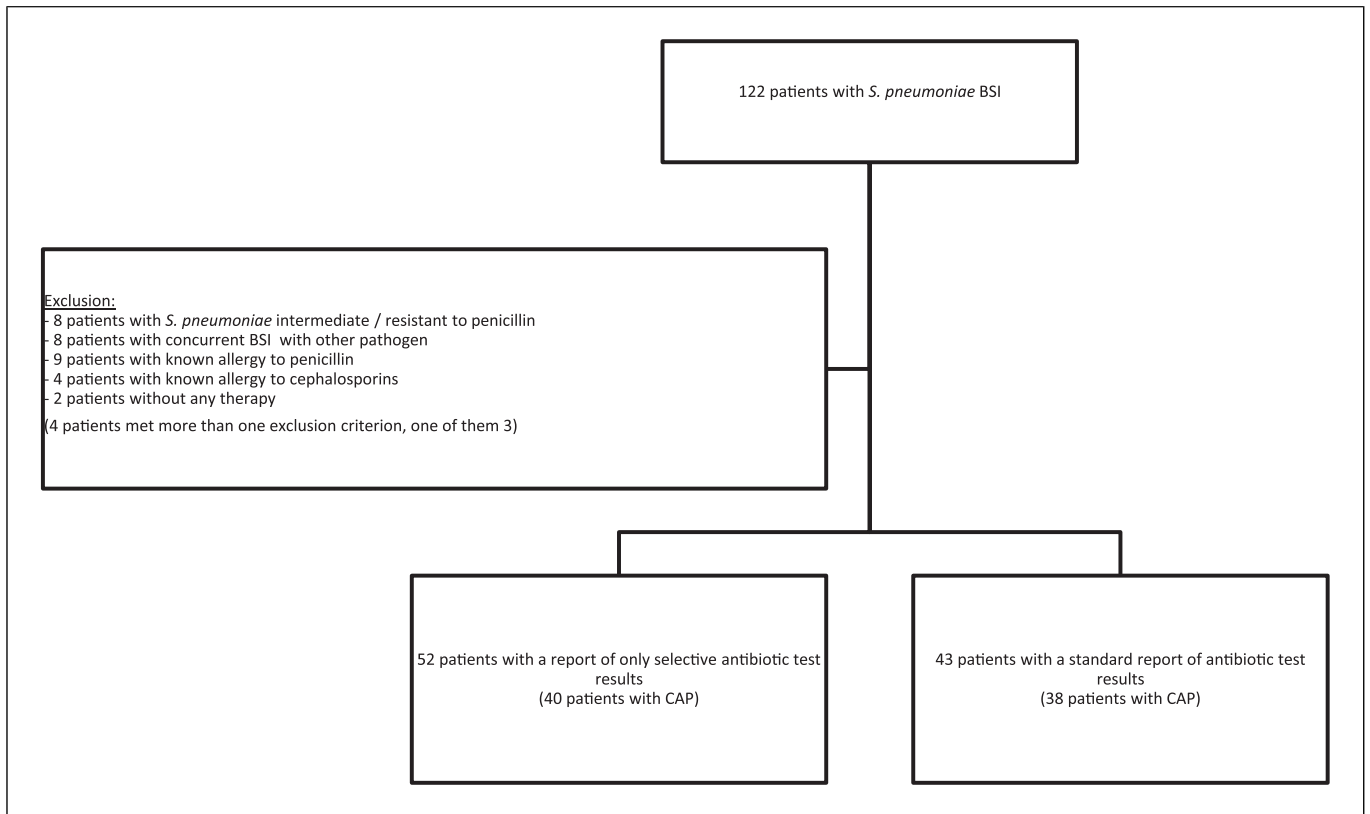 122 patients with S. pneumoniae BSI
Exclusion:
- 8 patients with S. pneumoniae intermediate / resistant to penicillin
- 8 patients with concurrent BSI with other pathogen
- 9 patients with known allergy to penicillin
- 4 patients with known allergy to cephalosporins
- 2 patients without any therapy
(4 patients met more than one exclusion criterion, one of them 3)
52 patients with a report of only selective antibiotic test
results
(40 patients with CAP)
43 patients with a standard report of antibiotic test
results
(38 patients with CAP)